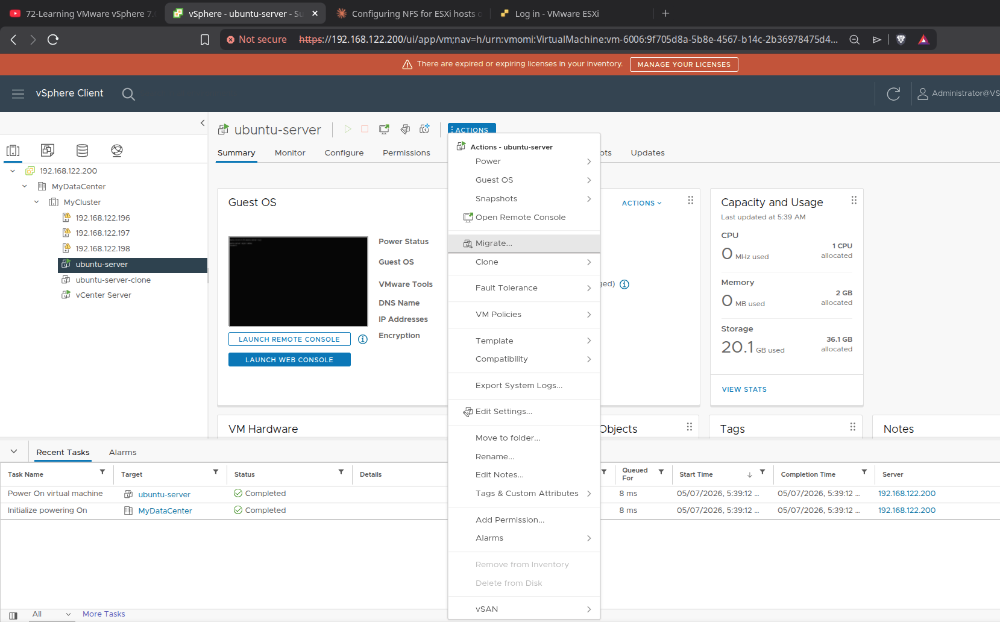 72-Learning VMware vSphere 7.
vSphere - ubuntu-server - Su
Configuring NFS for ESXi hosts o
Log in - VMware ESXi
Not secure
https://192.168.122.200/ui/app/vm;nav=h/urn:vmomi:VirtualMachine:vm-6006:9f705d8a-5b8e-4567-b14c-2b36978475d4...
There are expired or expiring licenses in your inventory.
MANAGE YOUR LICENSES
vSphere Client
Administrator@VS
ubuntu-server
ACTIONS
Summary
Monitor
Configure
Permissions
ots
Updates
192.168.122.200
MyDataCenter
MyCluster
192.168.122.196
192.168.122.197
192.168.122.198
ubuntu-server
ubuntu-server-clone
vCenter Server
Guest OS
Power Status
Guest OS
VMware Tools
DNS Name
IP Addresses
Encryption
LAUNCH REMOTE CONSOLE
LAUNCH WEB CONSOLE
ACTIONS
ged)
Actions - ubuntu-server
Power
Guest OS
Snapshots
Open Remote Console
Migrate...
Clone
Fault Tolerance
VM Policies
Template
Compatibility
Export System Logs...
Edit Settings...
Move to folder...
Rename...
Edit Notes...
Tags & Custom Attributes
Add Permission...
Alarms
Remove from Inventory
Delete from Disk
vSAN
Capacity and Usage
Last updated at 5:39 AM
CPU
0 MHz used
1 CPU
allocated
Memory
0 MB used
2 GB
allocated
Storage
20.1 GB used
36.1 GB
allocated
VIEW STATS
VM Hardware
Objects
Tags
Notes
Recent Tasks
Alarms
Task Name
Target
Status
Details
Queued
For
Start Time
Completion Time
Server
Power On virtual machine
ubuntu-server
Completed
8 ms
05/07/2026, 5:39:12 ...
05/07/2026, 5:39:12 ...
192.168.122.200
Initialize powering On
MyDataCenter
Completed
8 ms
05/07/2026, 5:39:12 ...
05/07/2026, 5:39:12 ...
192.168.122.200
All
More Tasks